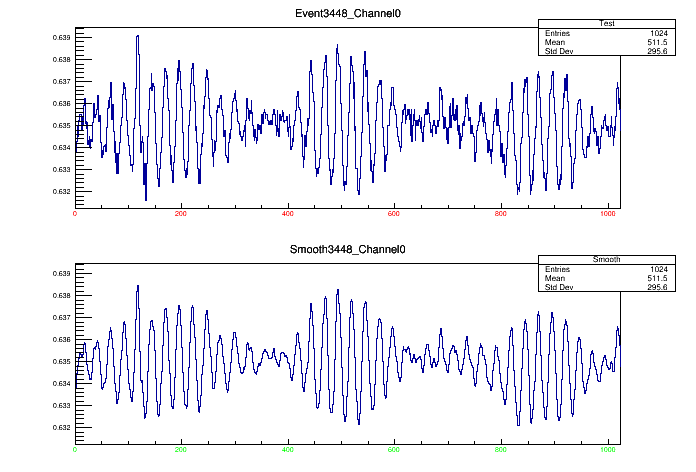 Event3448_Channel0
Test
Entries 1024
Mean 511.5
Std Dev 295.6
0.639
0.638
0.637
0.636
0.635
0.634
0.633
0.632
0 200 400 600 800 1000
Smooth3448_Channel0
Smooth
Entries 1024
Mean 511.5
Std Dev 295.6
0.639
0.638
0.637
0.636
0.635
0.634
0.633
0.632
0 200 400 600 800 1000